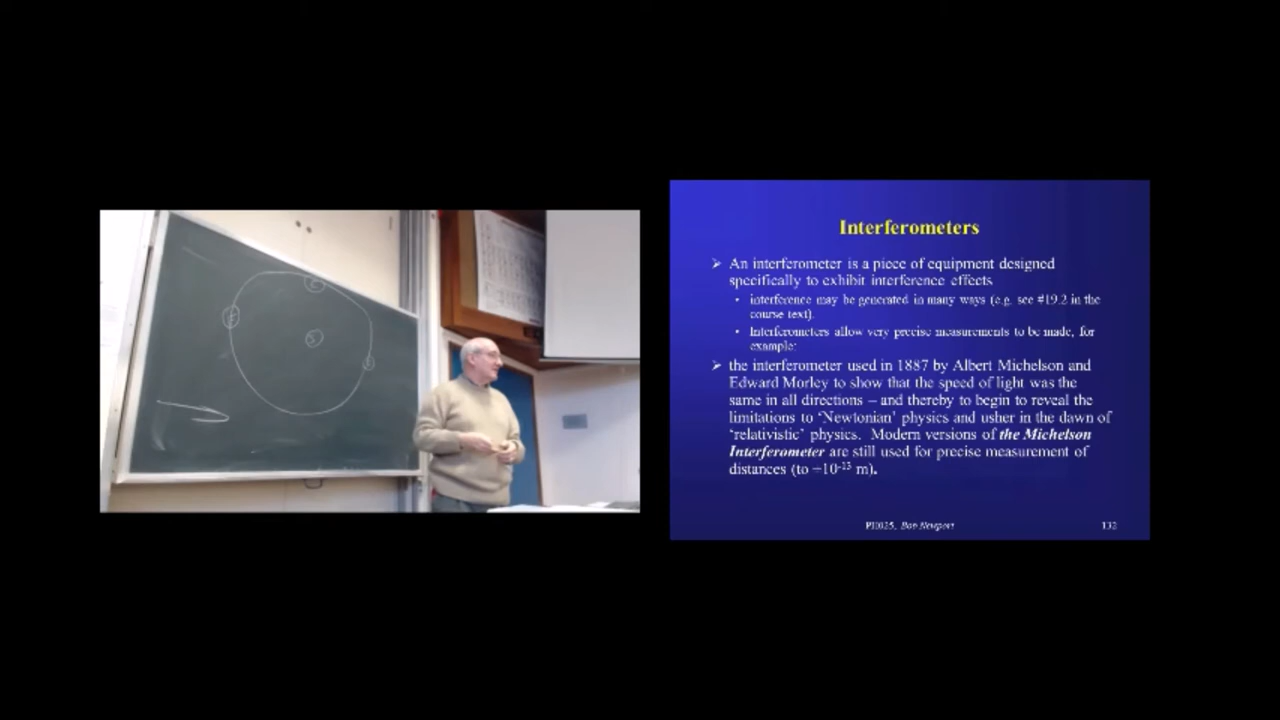 Interferometers
➢ An interferometer is a piece of equipment designed
specifically to exhibit interference effects
• interference may be generated in many ways (e.g. see #19.2 in the
course text).
• Interferometers allow very precise measurements to be made, for
example:
➢ the interferometer used in 1887 by Albert Michelson and
Edward Morley to show that the speed of light was the
same in all directions – and thereby to begin to reveal the
limitations to ‘Newtonian’ physics and usher in the dawn of
‘relativistic’ physics. Modern versions of the Michelson
Interferometer are still used for precise measurement of
distances (to ÷10⁻¹³ m).
PH025, Bob Newport
132